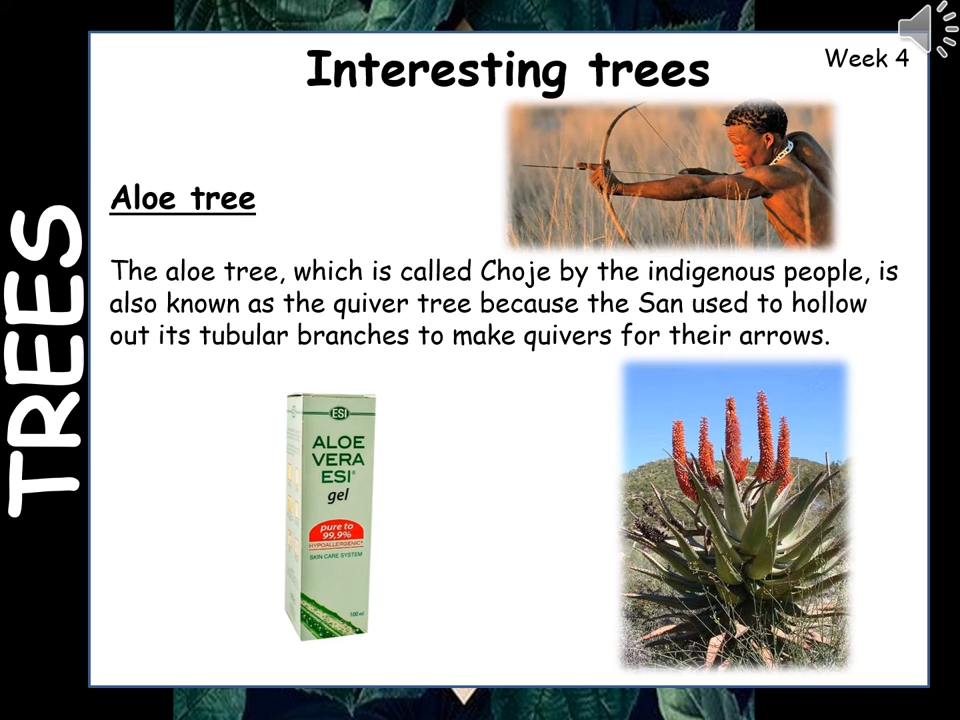 Interesting trees
Week 4
Aloe tree
The aloe tree, which is called Choje by the indigenous people, is
also known as the quiver tree because the San used to hollow
out its tubular branches to make quivers for their arrows.
TREES
ESI
ALOE
VERA
ESI®
gel
pure to
99,9%
HYPOALLERGENIC*
SKIN CARE SYSTEM
100 ml